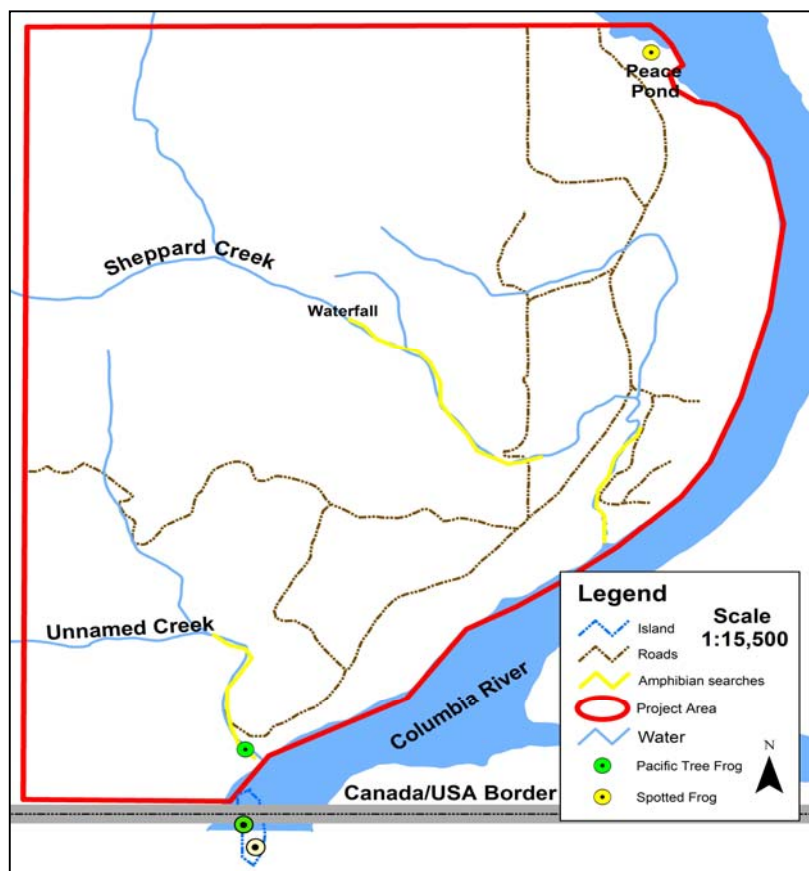 Peace
Pond
Sheppard Creek
Waterfall
Unnamed Creek
Columbia River
Canada/USA Border
Legend
Scale
1:15,500
Island
Roads
Amphibian searches
Project Area
Water
Pacific Tree Frog
Spotted Frog
N